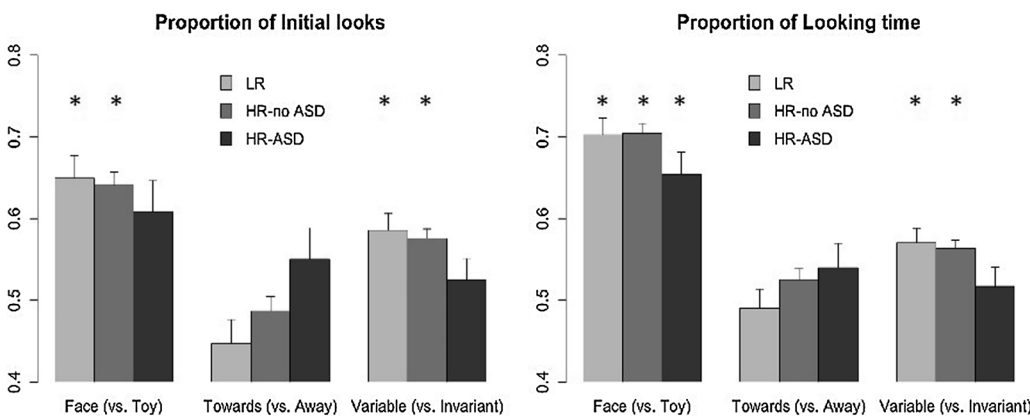 Proportion of Initial looks
0.8
0.7
0.6
0.5
0.4
LR
HR-no ASD
HR-ASD
* * * *
Face (vs. Toy) Towards (vs. Away) Variable (vs. Invariant)
Proportion of Looking time
0.8
0.7
0.6
0.5
0.4
LR
HR-no ASD
HR-ASD
* * * * *
Face (vs. Toy) Towards (vs. Away) Variable (vs. Invariant)